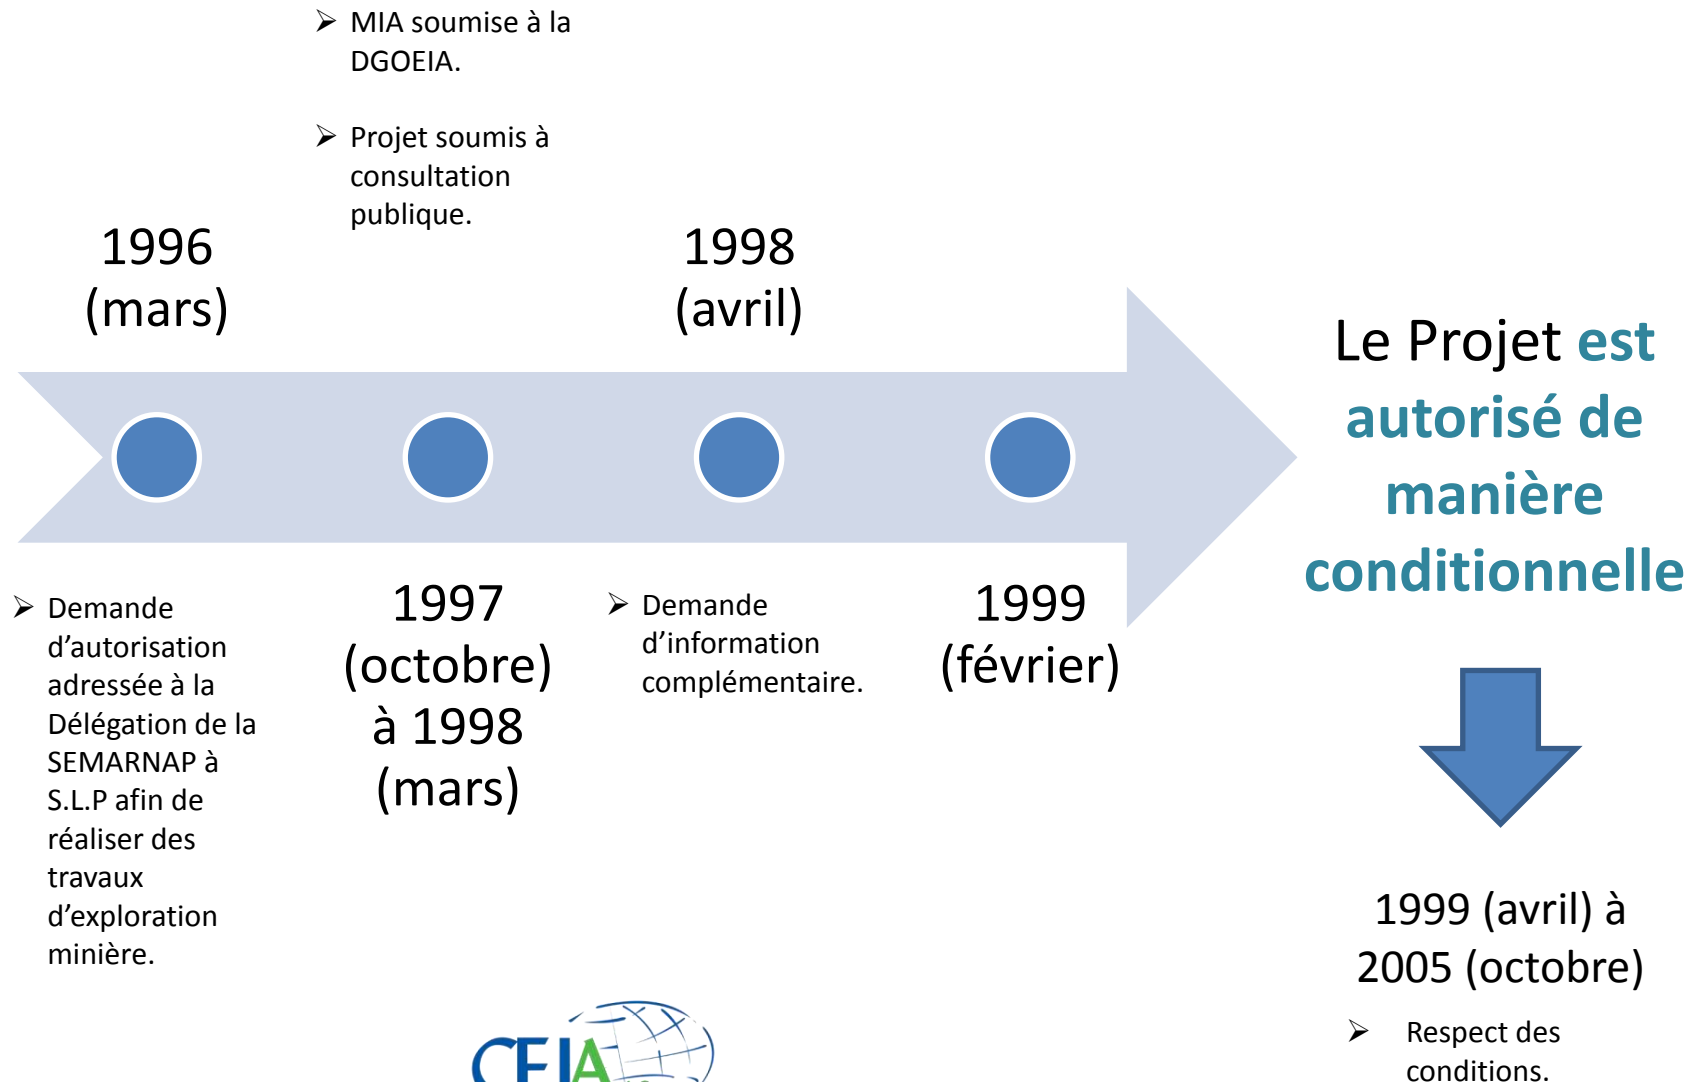 ➢ MIA soumise à la
DGOEIA.
➢ Projet soumis à
consultation
publique.
1996
(mars)
1998
(avril)
Le Projet est
autorisé de
manière
conditionnelle
➢ Demande
d’autorisation
adressée à la
Délégation de la
SEMARNAP à
S.L.P afin de
réaliser des
travaux
d’exploration
minière.
1997
(octobre)
à 1998
(mars)
➢ Demande
d’information
complémentaire.
1999
(février)
1999 (avril) à
2005 (octobre)
➢ Respect des
conditions.
CEIA